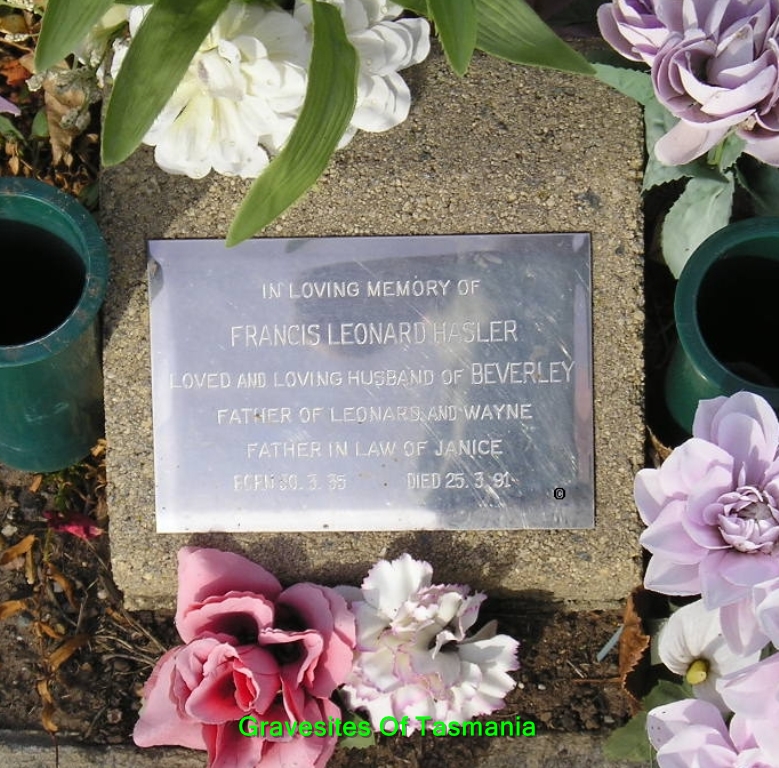 IN LOVING MEMORY OF
FRANCIS LEONARD HASLER
LOVED AND LOVING HUSBAND OF BEVERLEY
FATHER OF LEONARD AND WAYNE
FATHER IN LAW OF JANICE
BORN 30. 3. 35 DIED 25. 3. 91
©
Gravesites Of Tasmania